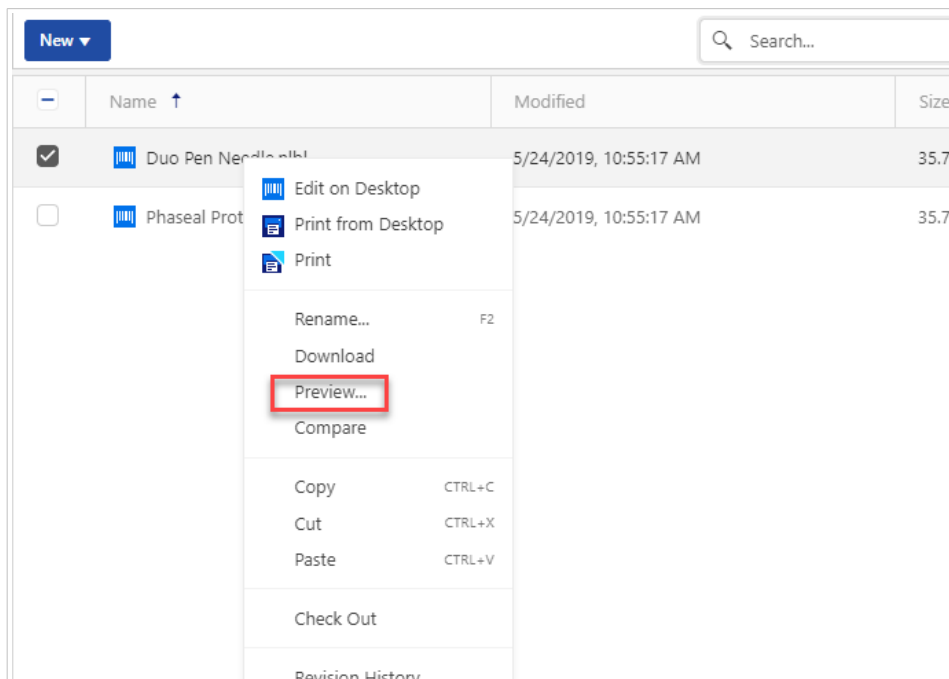 New
Search...
Name Modified Size
Duo Pen Needle.nlbl 5/24/2019, 10:55:17 AM 35.7
Phaseal Prot 5/24/2019, 10:55:17 AM 35.7
Edit on Desktop
Print from Desktop
Print
Rename... F2
Download
Preview...
Compare
Copy CTRL+C
Cut CTRL+X
Paste CTRL+V
Check Out
Revision History